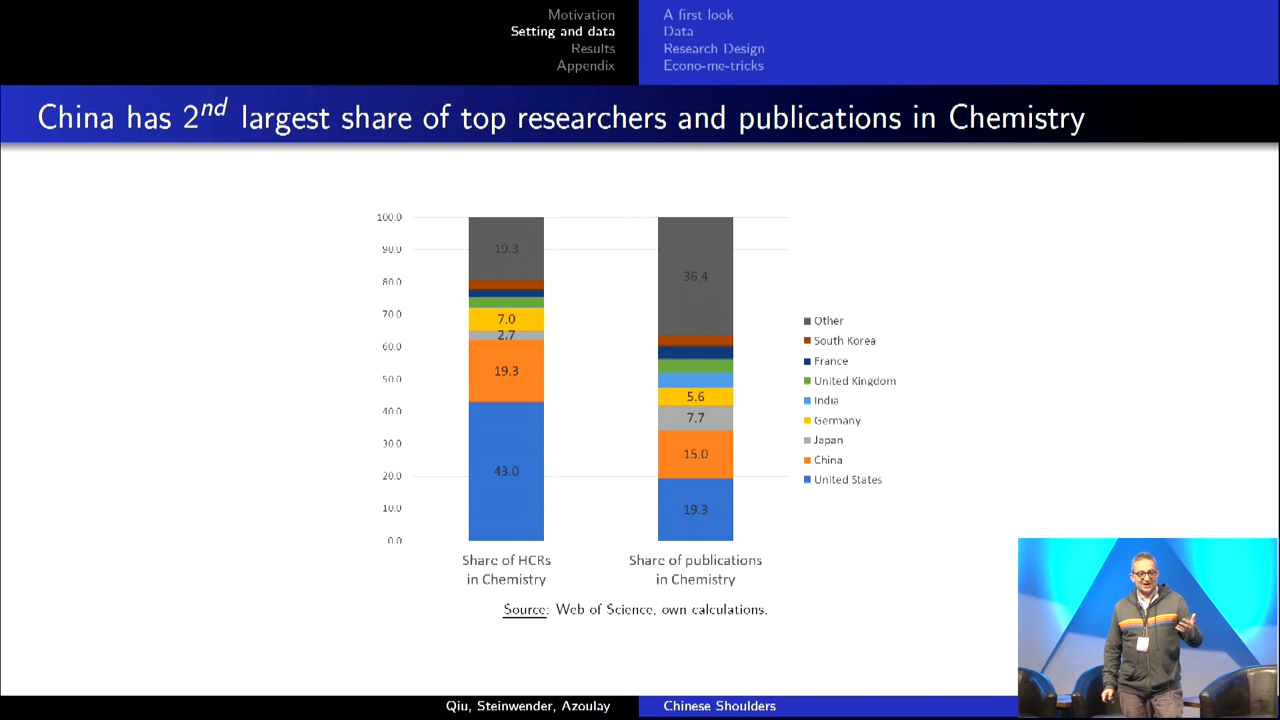 Motivation
Setting and data
Results
Appendix
A first look
Data
Research Design
Econo-me-tricks
China has 2nd largest share of top researchers and publications in Chemistry
100.0
90.0
80.0
70.0
60.0
50.0
40.0
30.0
20.0
10.0
0.0
19.3
7.0
2.7
19.3
43.0
36.4
5.6
7.7
15.0
19.3
Share of HCRs
in Chemistry
Share of publications
in Chemistry
Other
South Korea
France
United Kingdom
India
Germany
Japan
China
United States
Source: Web of Science, own calculations.
Qiu, Steinwender, Azoulay
Chinese Shoulders